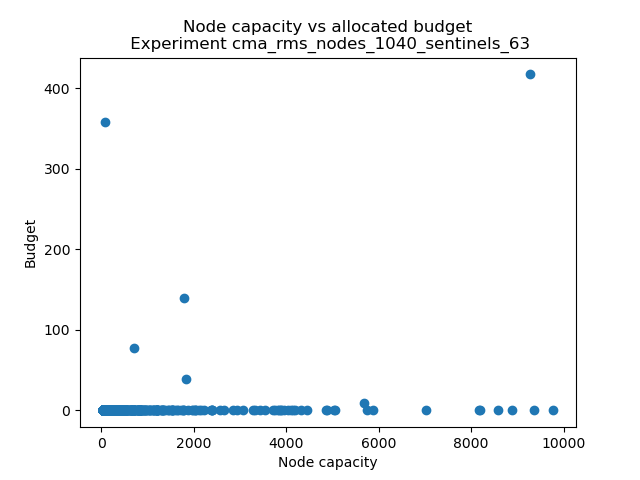 Node capacity vs allocated budget
Experiment cma_rms_nodes_1040_sentinels_63
400
300
200
100
0
Budget
0 2000 4000 6000 8000 10000
Node capacity